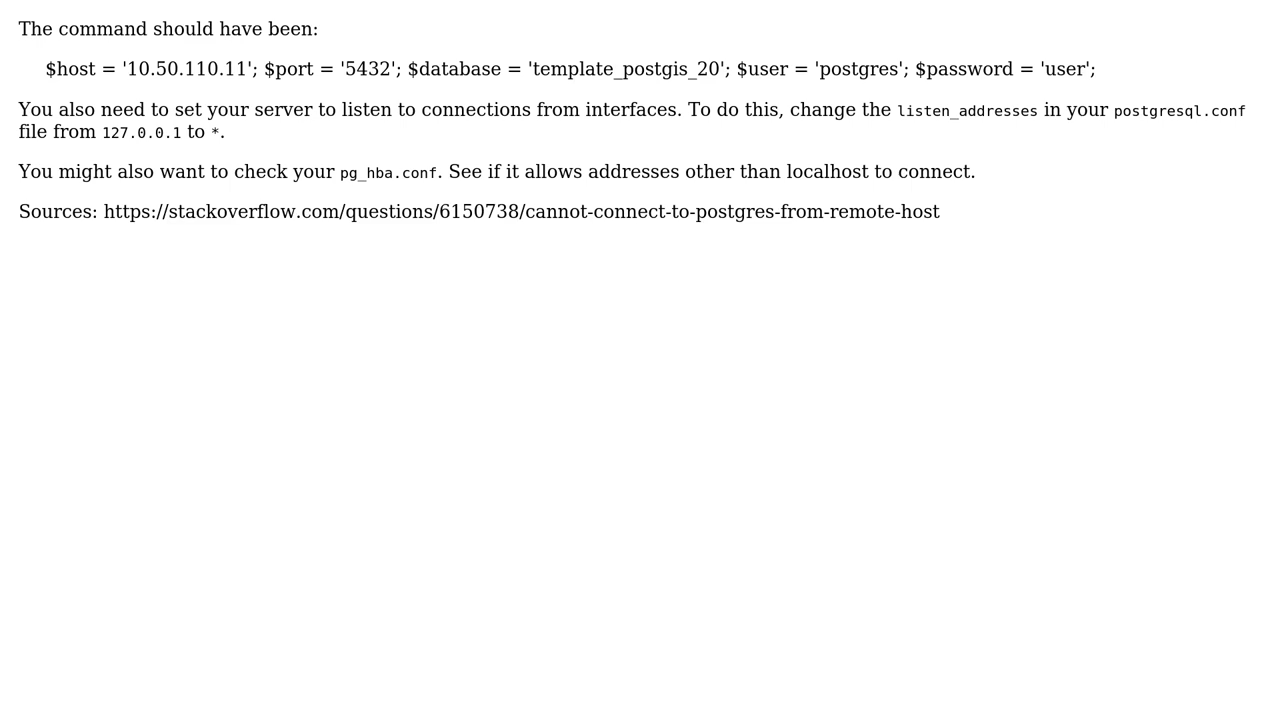 The command should have been:
$host = '10.50.110.11'; $port = '5432'; $database = 'template_postgis_20'; $user = 'postgres'; $password = 'user';
You also need to set your server to listen to connections from interfaces. To do this, change the listen_addresses in your postgresql.conf
file from 127.0.0.1 to *.
You might also want to check your pg_hba.conf. See if it allows addresses other than localhost to connect.
Sources: https://stackoverflow.com/questions/6150738/cannot-connect-to-postgres-from-remote-host